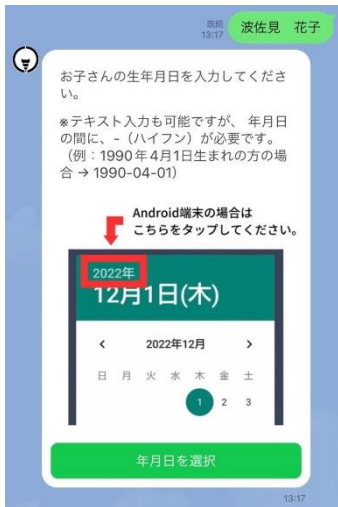 既読
13:17
波佐見 花子
お子さんの生年月日を入力してくださ
い。
※テキスト入力も可能ですが、 年月日
の間に、-（ハイフン）が必要です。
（例：1990年4月1日生まれの方の場
合 → 1990-04-01）
Android端末の場合は
こちらをタップしてください。
2022年
12月1日(木)
< 2022年12月 >
日 月 火 水 木 金 土
1 2 3
年月日を選択
13:17